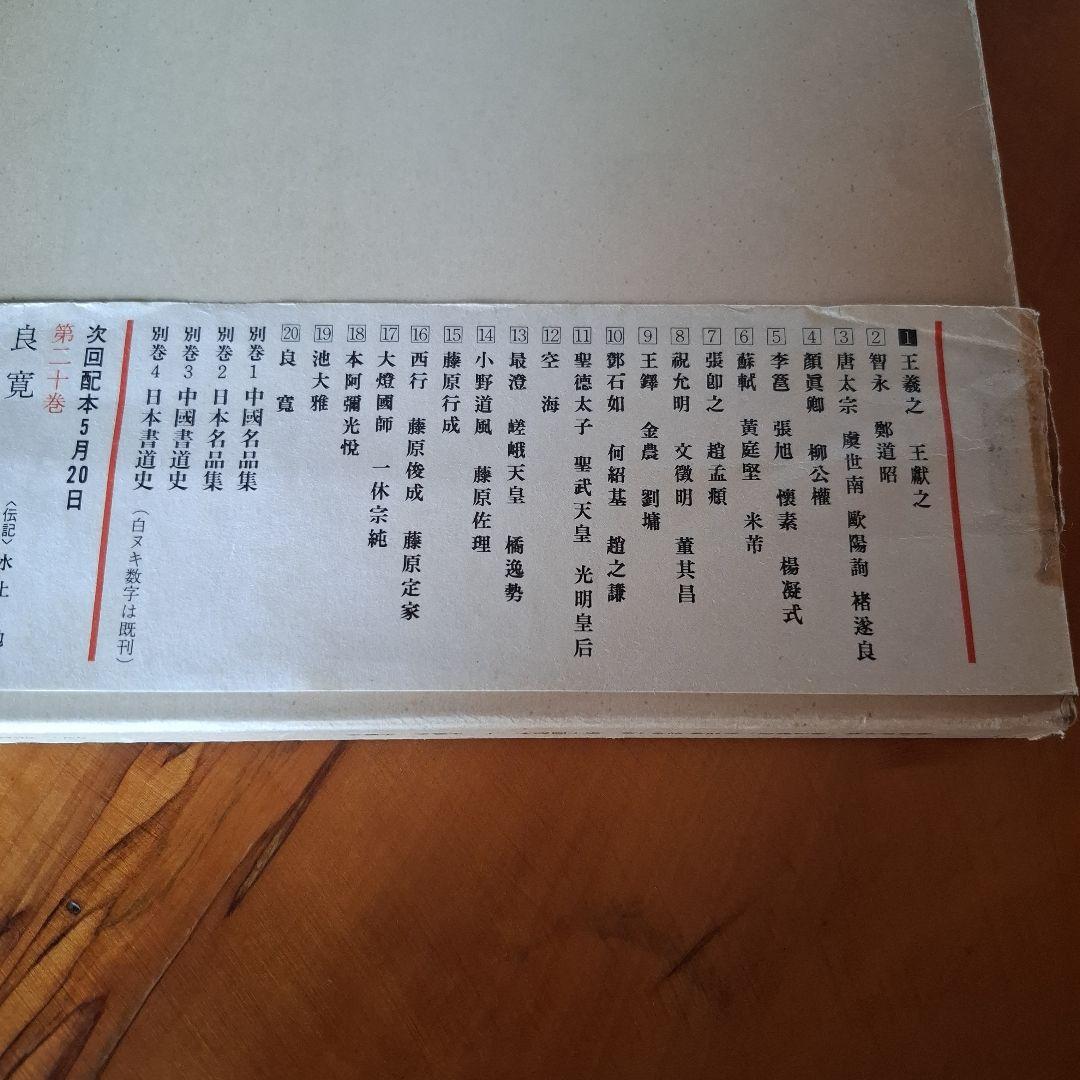 1 王羲之 王獻之
2 智永 鄭道昭
3 唐太宗 虞世南 歐陽詢 褚遂良
4 顔眞卿 柳公權
5 李邕 張旭 懷素 楊凝式
6 蘇軾 黃庭堅 米芾
7 張卽之 趙孟頫
8 祝允明 文徵明 董其昌
9 王鐸 金農 劉墉
10 鄧石如 何紹基 趙之謙
11 聖德太子 聖武天皇 光明皇后
12 空海
13 最澄 嵯峨天皇 橘逸勢
14 小野道風 藤原佐理
15 藤原行成
16 西行 藤原俊成 藤原定家
17 大燈國師 一休宗純
18 本阿彌光悅
19 池大雅
20 良寬
別巻1 中國名品集
別巻2 日本名品集
別巻3 中國書道史
別巻4 日本書道史
（白ヌキ数字は既刊）
次回配本5月20日
第二十巻
良寛
〈伝記〉水上